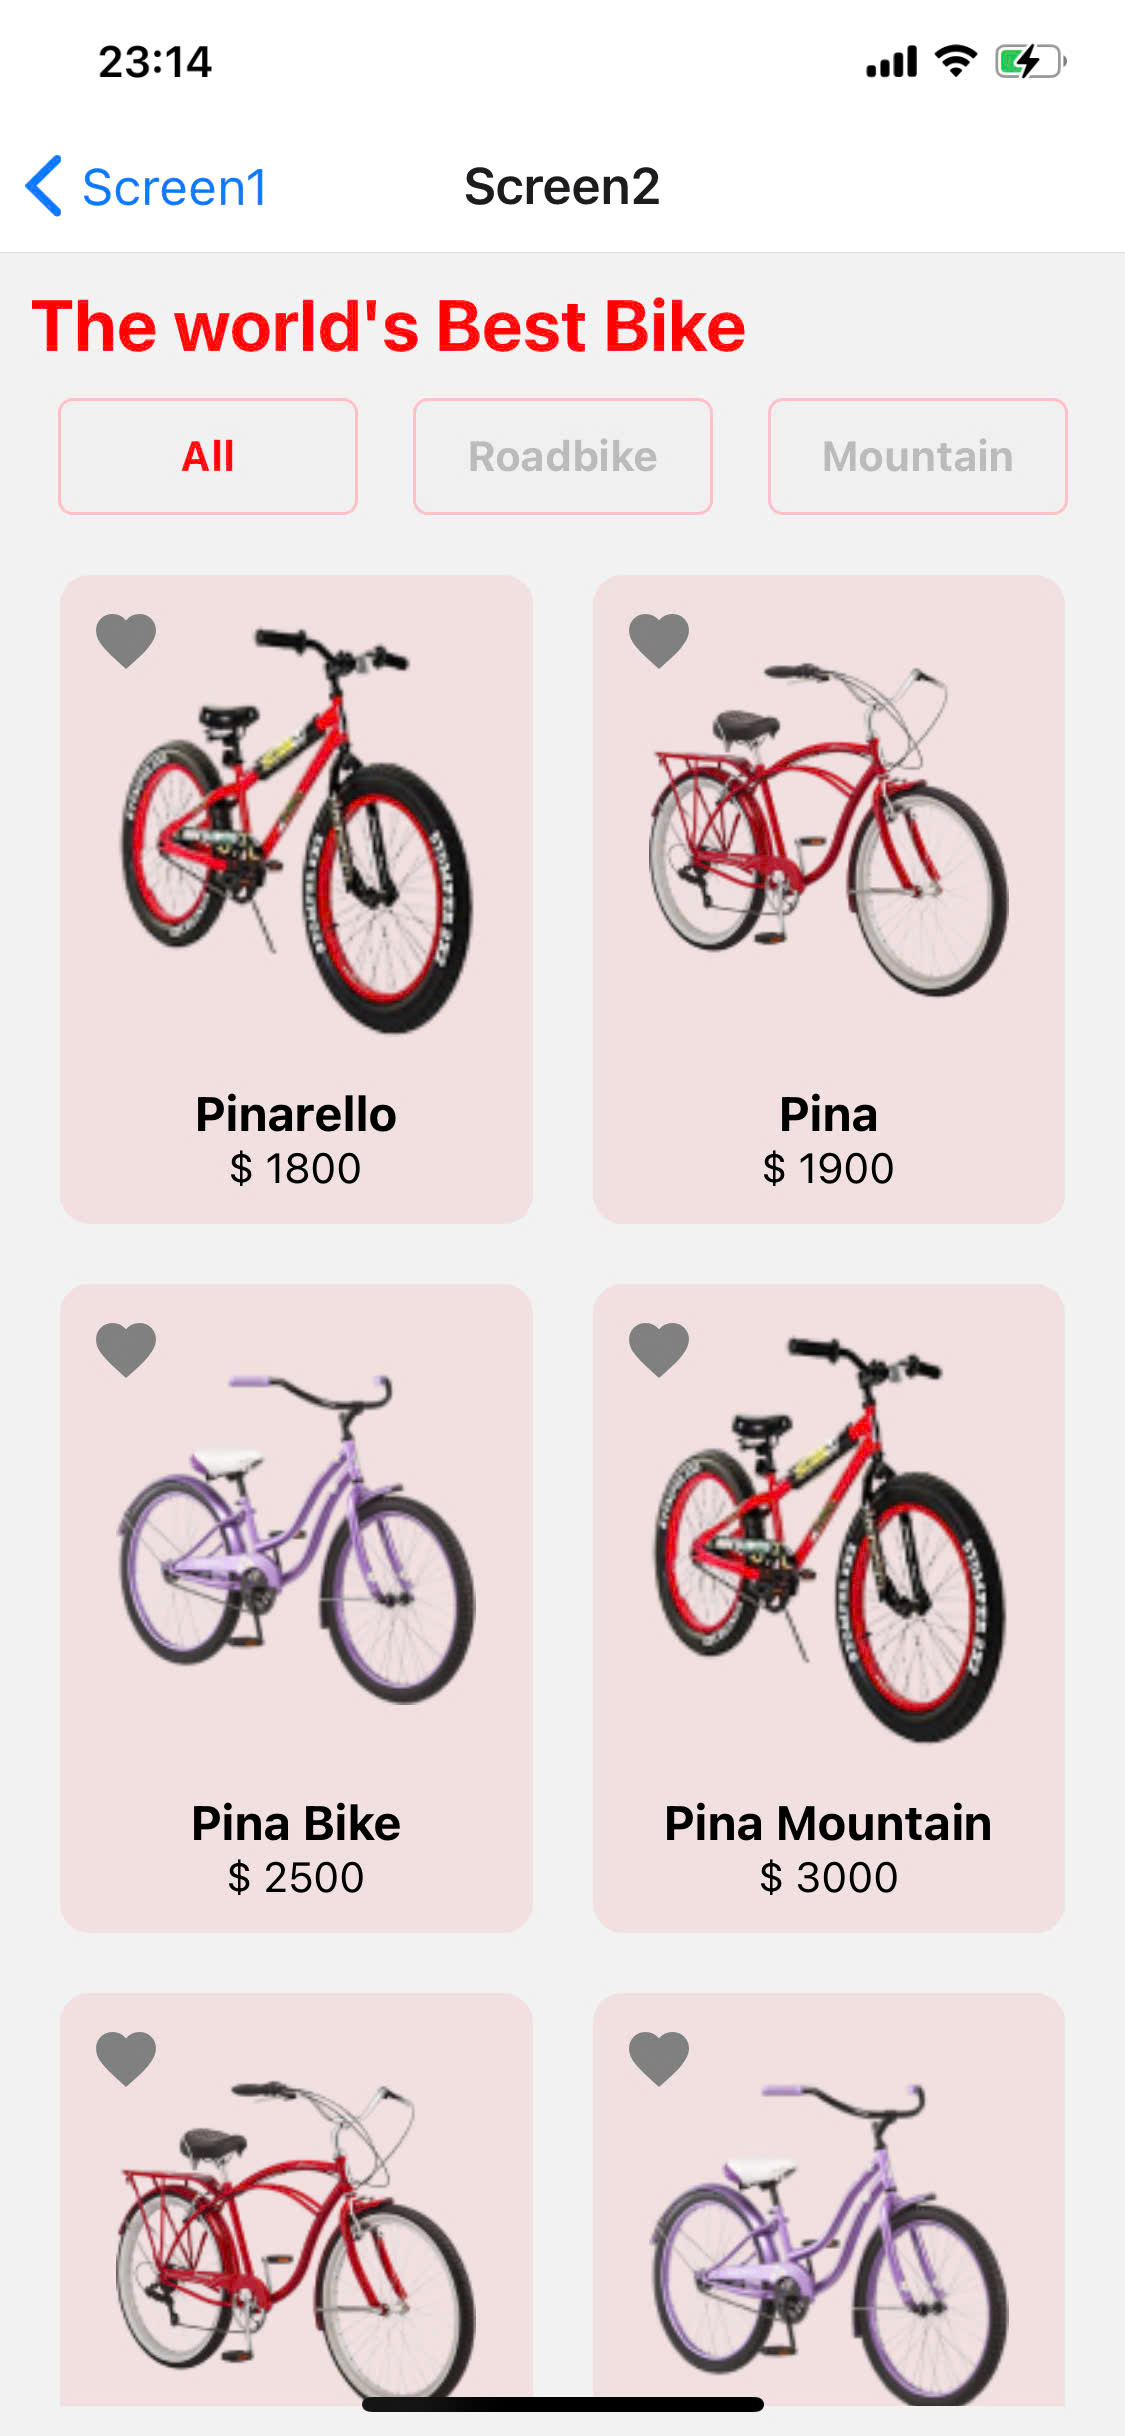 23:14
Screen1
Screen2
The world's Best Bike
All
Roadbike
Mountain
Pinarello
$ 1800
Pina
$ 1900
Pina Bike
$ 2500
Pina Mountain
$ 3000